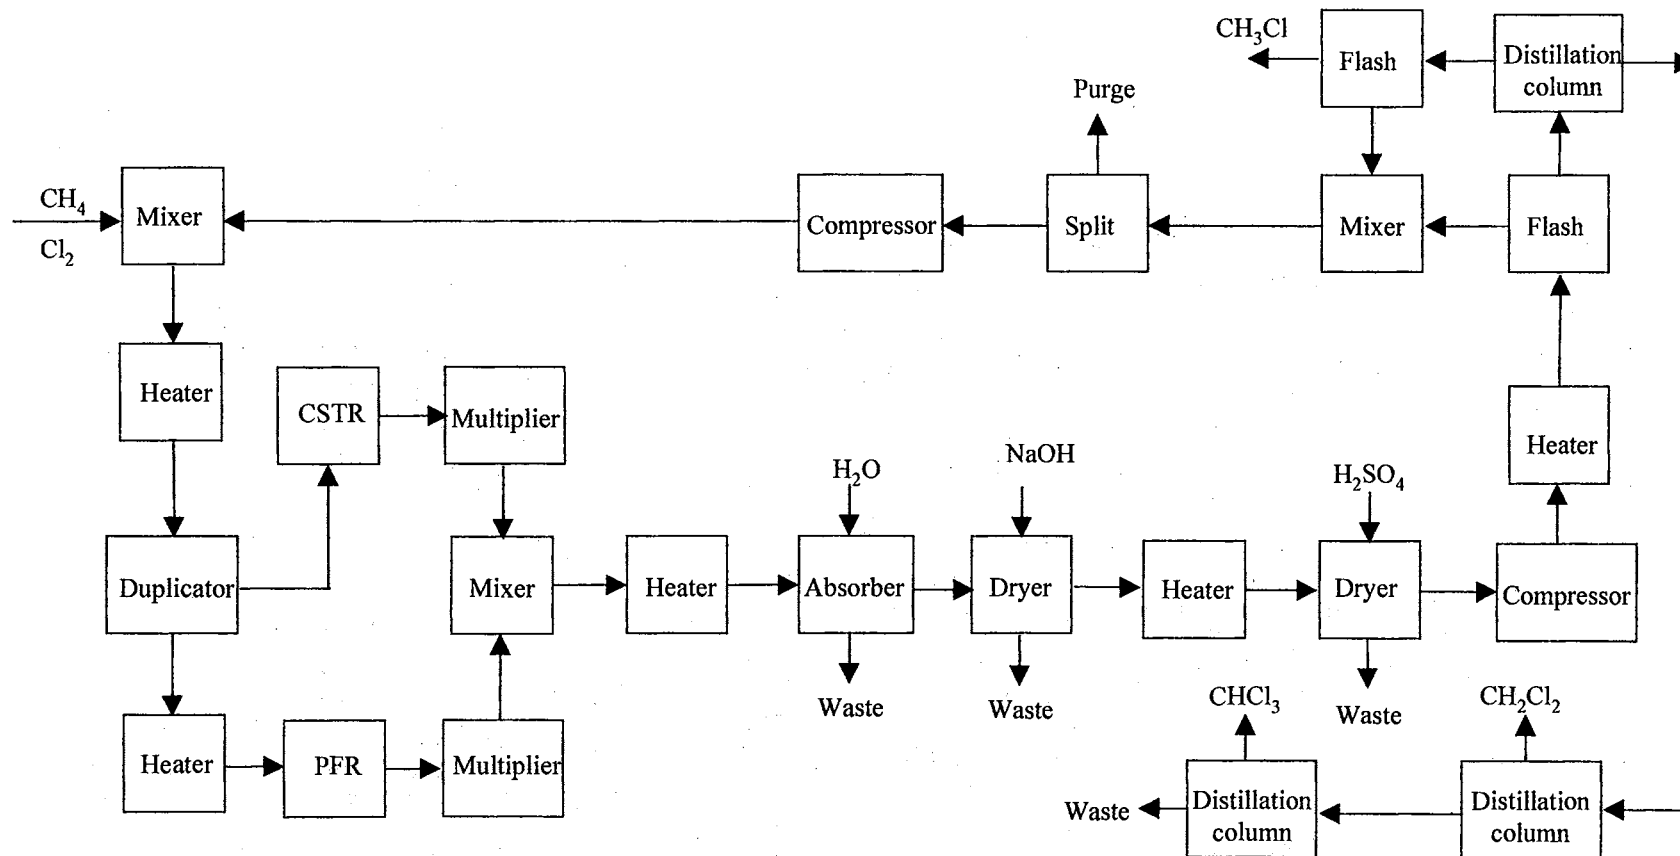 CH₃Cl
Flash
Distillation
column
Purge
CH₄
Cl₂
Mixer
Compressor
Split
Mixer
Flash
Heater
CSTR
Multiplier
Heater
H₂O
NaOH
H₂SO₄
Duplicator
Mixer
Heater
Absorber
Dryer
Heater
Dryer
Compressor
Waste
Waste
Waste
CHCl₃
CH₂Cl₂
Heater
PFR
Multiplier
Waste
Distillation
column
Distillation
column